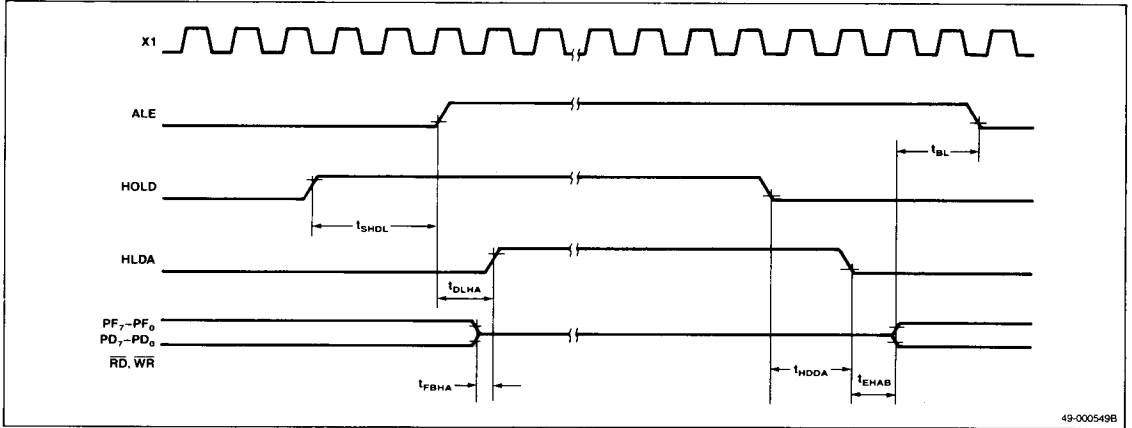 X1
ALE
tBL
HOLD
tSHDL
HLDA
tDLHA
PF7–PF0
PD7–PD0
RD, WR
tHDDA
tEHAB
tFBHA
49-000549B